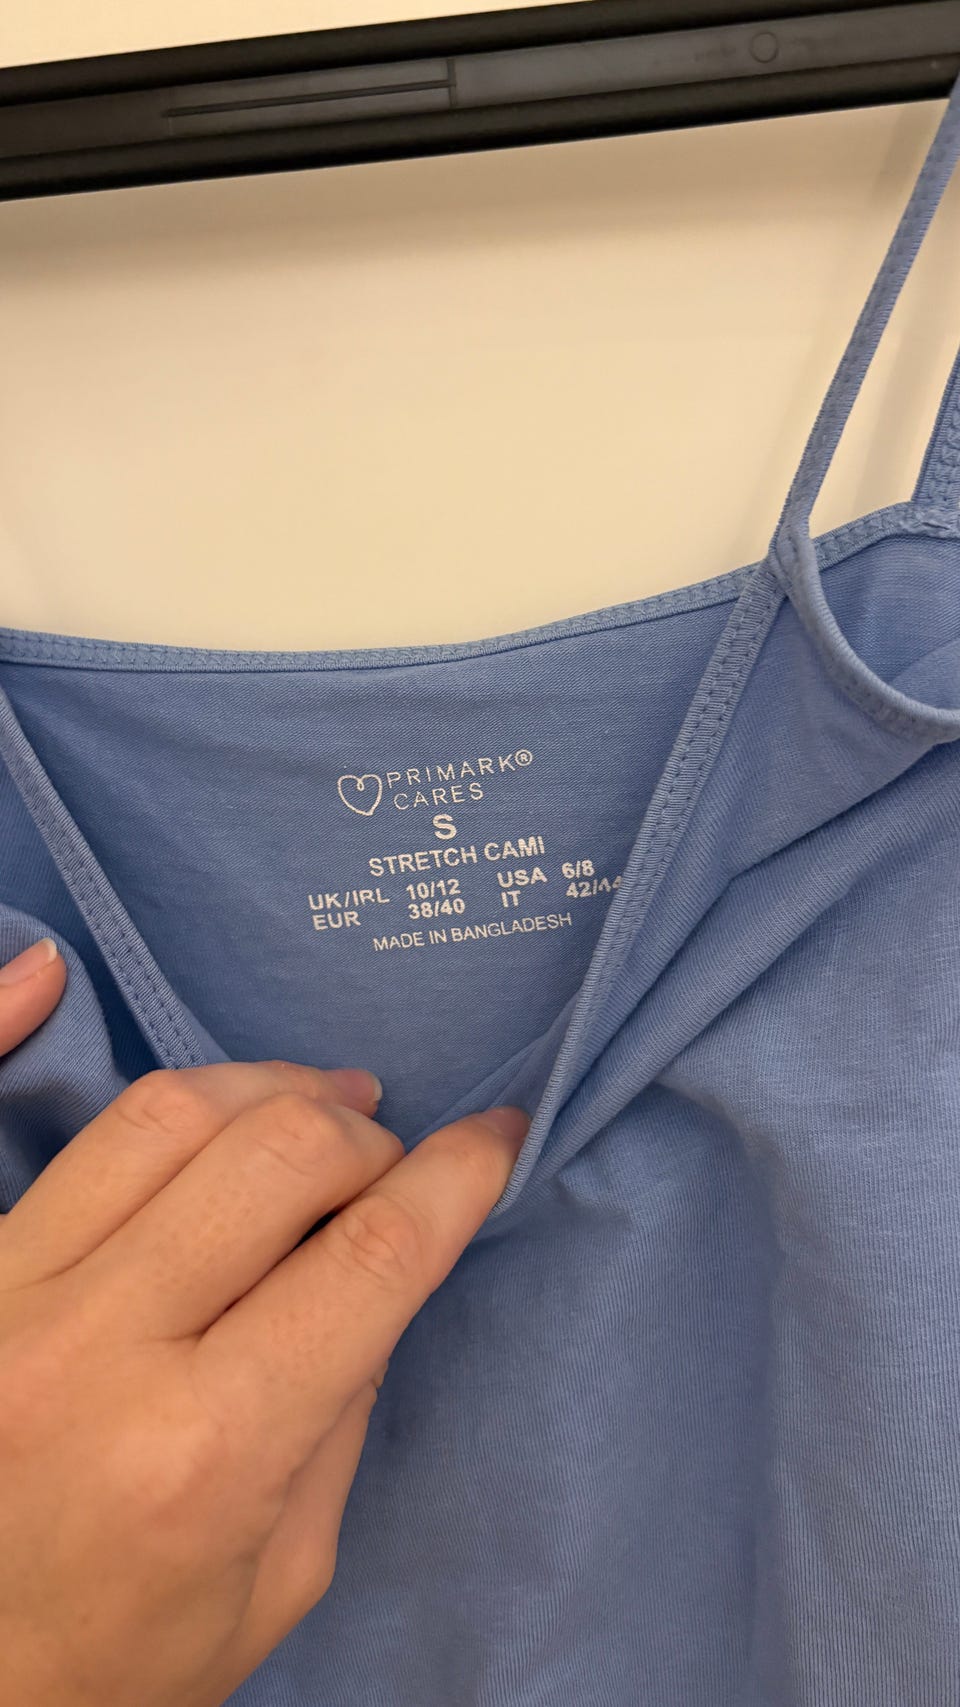 PRIMARK®
CARES
S
STRETCH CAMI
UK/IRL 10/12 USA 6/8
EUR 38/40 IT 42/44
MADE IN BANGLADESH